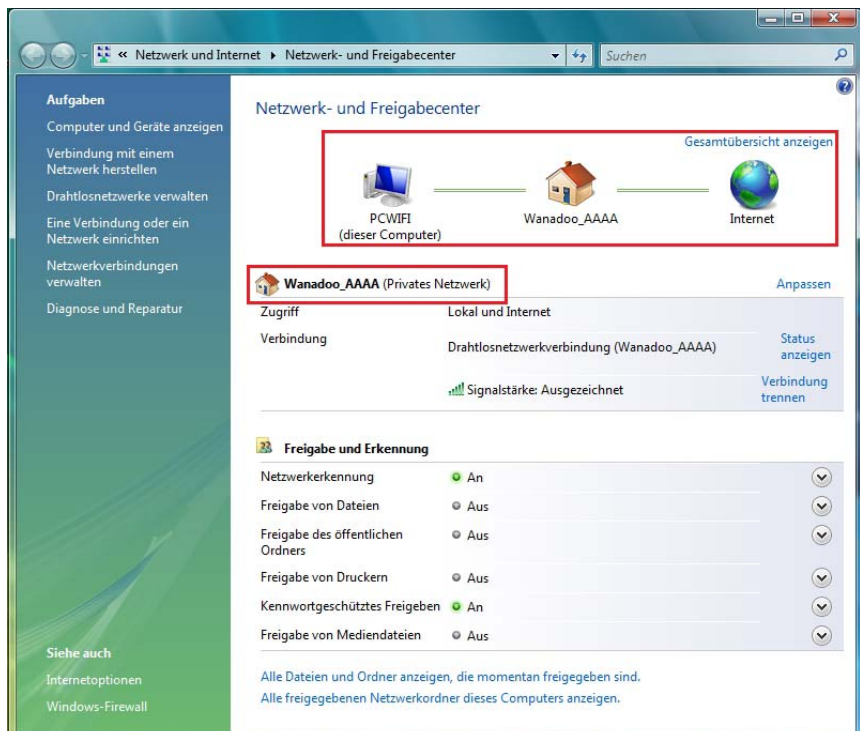 « Netzwerk und Internet ▸ Netzwerk- und Freigabecenter
Suchen
Aufgaben
Computer und Geräte anzeigen
Verbindung mit einem
Netzwerk herstellen
Drahtlosnetzwerke verwalten
Eine Verbindung oder ein
Netzwerk einrichten
Netzwerkverbindungen
verwalten
Diagnose und Reparatur
Siehe auch
Internetoptionen
Windows-Firewall
Netzwerk- und Freigabecenter
Gesamtübersicht anzeigen
PCWIFI
(dieser Computer)
Wanadoo_AAAA
Internet
Wanadoo_AAAA (Privates Netzwerk)
Anpassen
Zugriff
Lokal und Internet
Verbindung
Drahtlosnetzwerkverbindung (Wanadoo_AAAA)
Status
anzeigen
Signalstärke: Ausgezeichnet
Verbindung
trennen
Freigabe und Erkennung
Netzwerkerkennung
An
Freigabe von Dateien
Aus
Freigabe des öffentlichen
Ordners
Aus
Freigabe von Druckern
Aus
Kennwortgeschütztes Freigeben
An
Freigabe von Mediendateien
Aus
Alle Dateien und Ordner anzeigen, die momentan freigegeben sind.
Alle freigegebenen Netzwerkordner dieses Computers anzeigen.